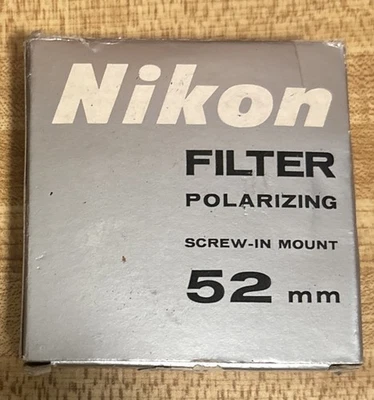 Nikon
FILTER
POLARIZING
SCREW-IN MOUNT
52 mm